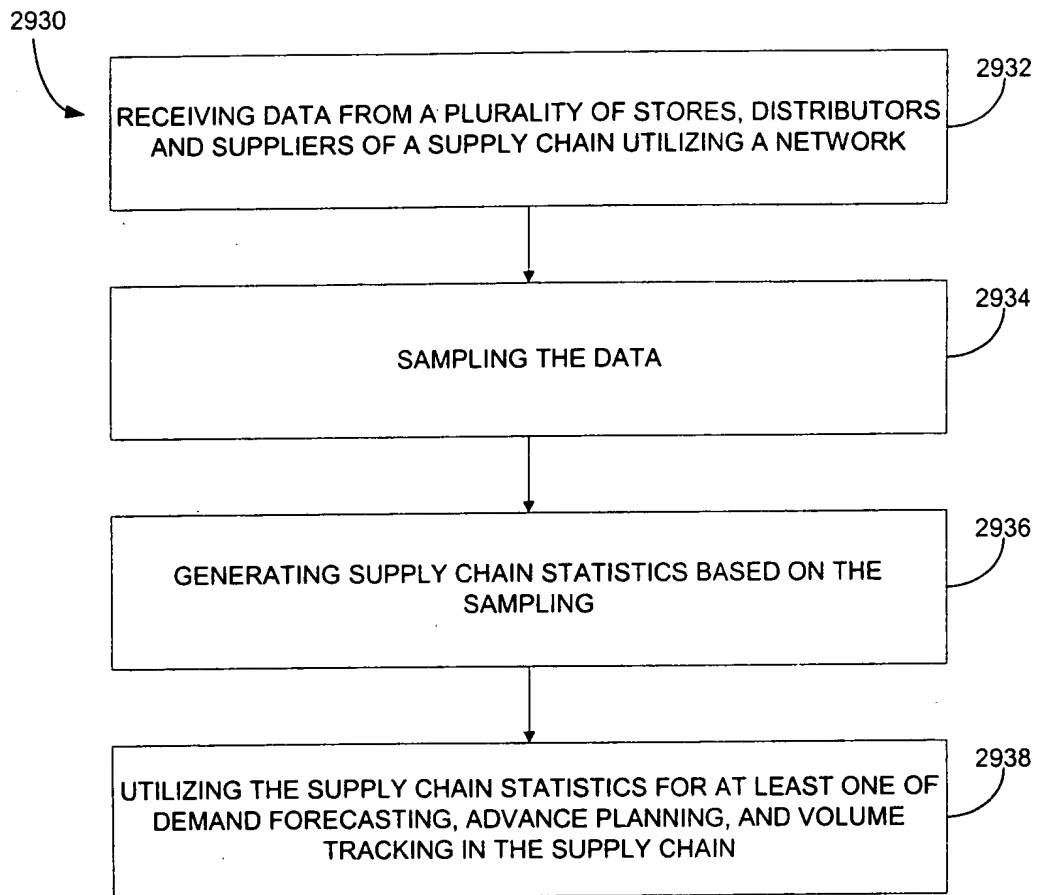 2930
2932
RECEIVING DATA FROM A PLURALITY OF STORES, DISTRIBUTORS
AND SUPPLIERS OF A SUPPLY CHAIN UTILIZING A NETWORK
2934
SAMPLING THE DATA
2936
GENERATING SUPPLY CHAIN STATISTICS BASED ON THE
SAMPLING
2938
UTILIZING THE SUPPLY CHAIN STATISTICS FOR AT LEAST ONE OF
DEMAND FORECASTING, ADVANCE PLANNING, AND VOLUME
TRACKING IN THE SUPPLY CHAIN